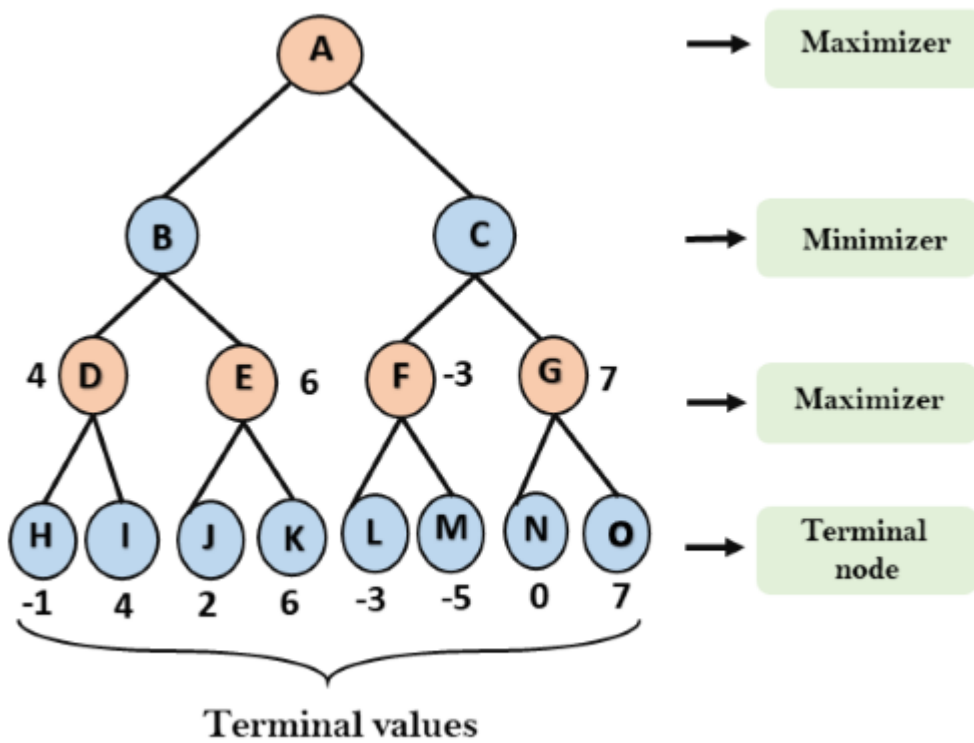 A
Maximizer
B
C
Minimizer
4 D
E 6
F -3
G 7
Maximizer
H I J K L M N O
Terminal
node
-1 4 2 6 -3 -5 0 7
Terminal values